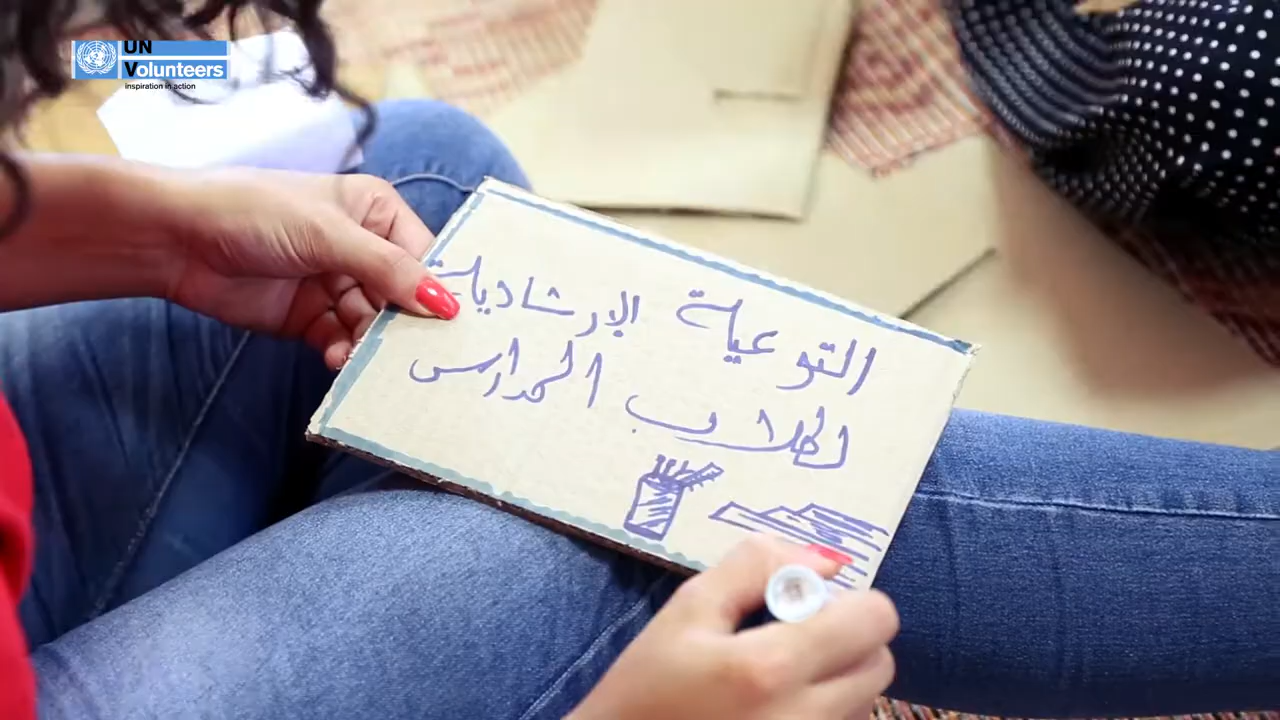 UN
Volunteers
inspiration in action
التوعية الإرشادية
لطلاب المدارس